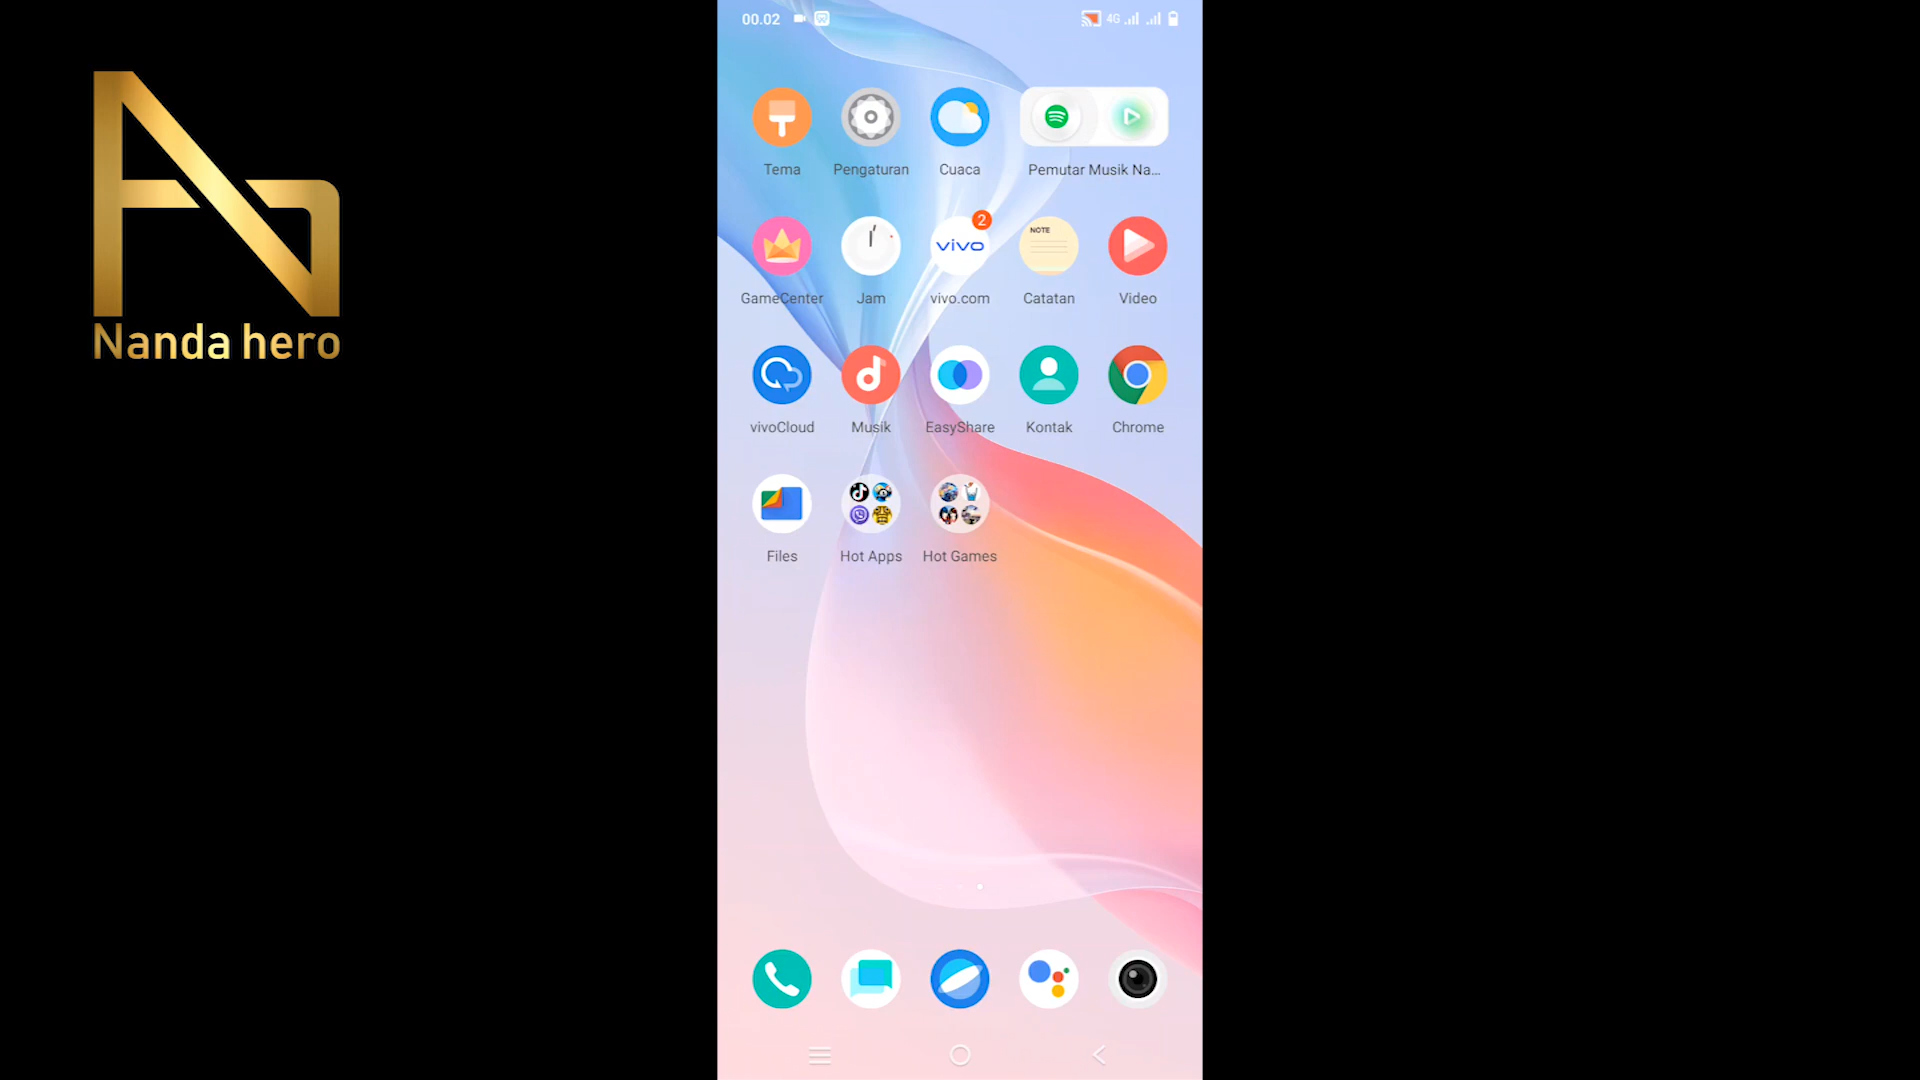 00.02
4G
Nanda hero
Tema
Pengaturan
Cuaca
Pemutar Musik Na...
2
vivo
NOTE
GameCenter
Jam
vivo.com
Catatan
Video
vivoCloud
Musik
EasyShare
Kontak
Chrome
Files
Hot Apps
Hot Games